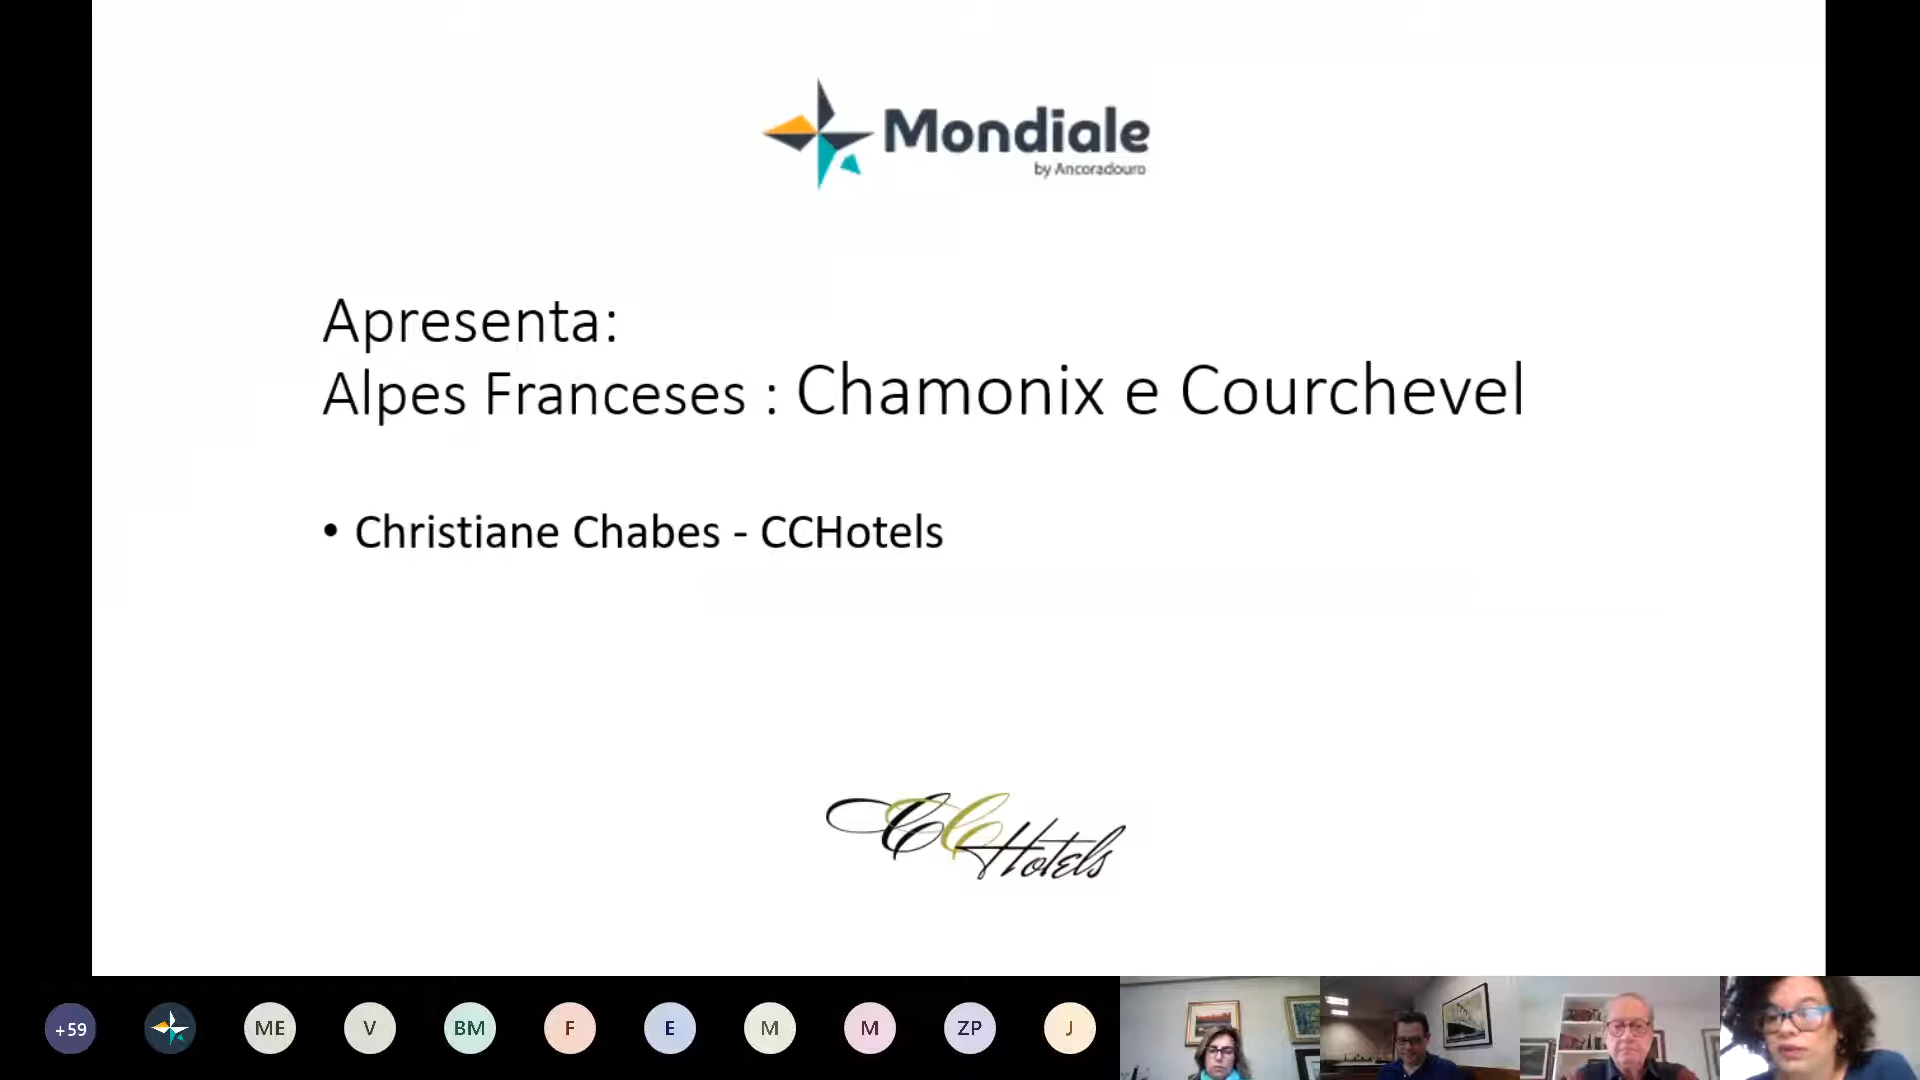 Mondiale
by Ancoradouro
Apresenta:
Alpes Franceses : Chamonix e Courchevel
• Christiane Chabes - CCHotels
CCHotels
+59
ME
V
BM
F
E
M
M
ZP
J